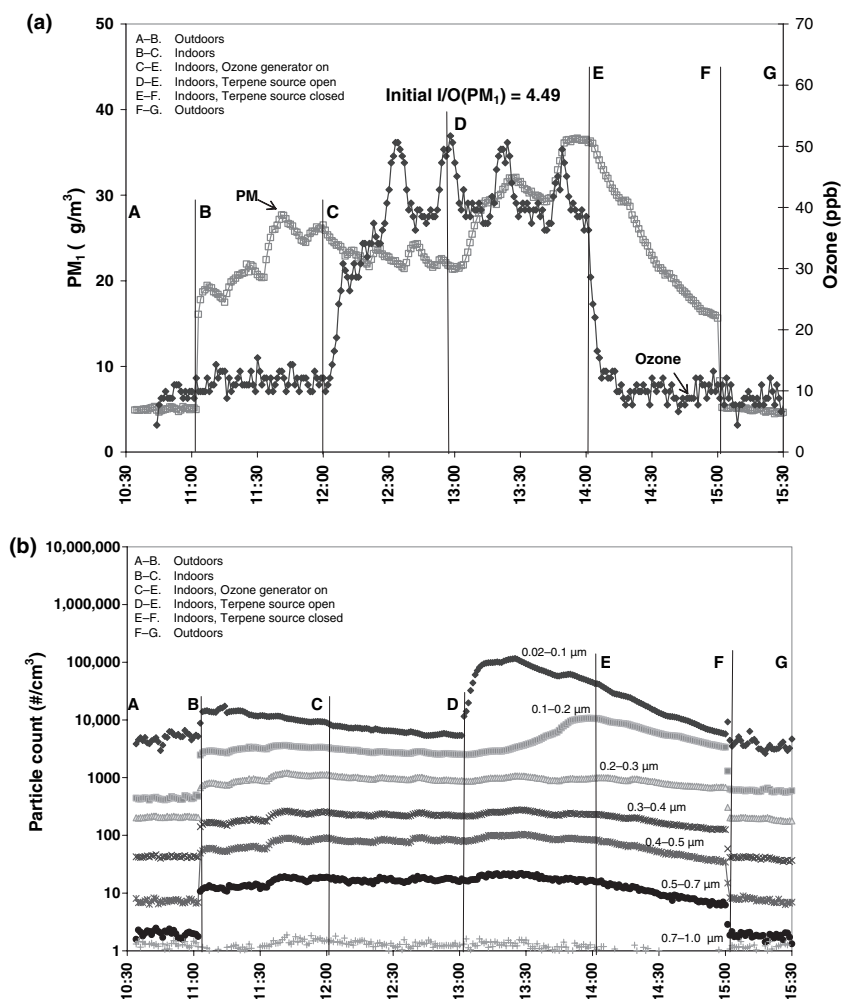 (a)
50
40
30
20
10
0
PM1 ( g/m3)
70
60
50
40
30
20
10
0
Ozone (ppb)
A–B. Outdoors
B–C. Indoors
C–E. Indoors, Ozone generator on
D–E. Indoors, Terpene source open
E–F. Indoors, Terpene source closed
F–G. Outdoors
Initial I/O(PM1) = 4.49
A
B
C
D
E
F
G
PM
Ozone
10:30
11:00
11:30
12:00
12:30
13:00
13:30
14:00
14:30
15:00
15:30
(b)
10,000,000
1,000,000
100,000
10,000
1000
100
10
1
Particle count (#/cm3)
A–B. Outdoors
B–C. Indoors
C–E. Indoors, Ozone generator on
D–E. Indoors, Terpene source open
E–F. Indoors, Terpene source closed
F–G. Outdoors
A
B
C
D
E
F
G
0.02–0.1 µm
0.1–0.2 µm
0.2–0.3 µm
0.3–0.4 µm
0.4–0.5 µm
0.5–0.7 µm
0.7–1.0 µm
10:30
11:00
11:30
12:00
12:30
13:00
13:30
14:00
14:30
15:00
15:30